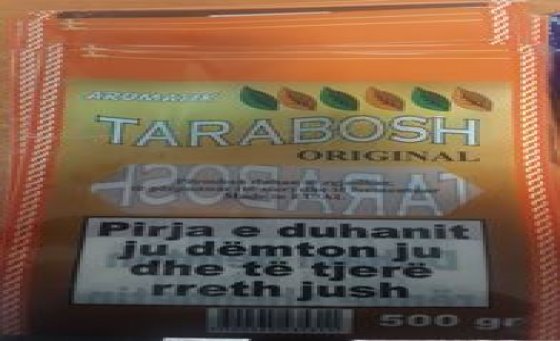 AROMATIK
TARABOSH
ORIGINAL
Pirja e duhanit
ju dëmton ju
dhe të tjerë
rreth jush
500 gr